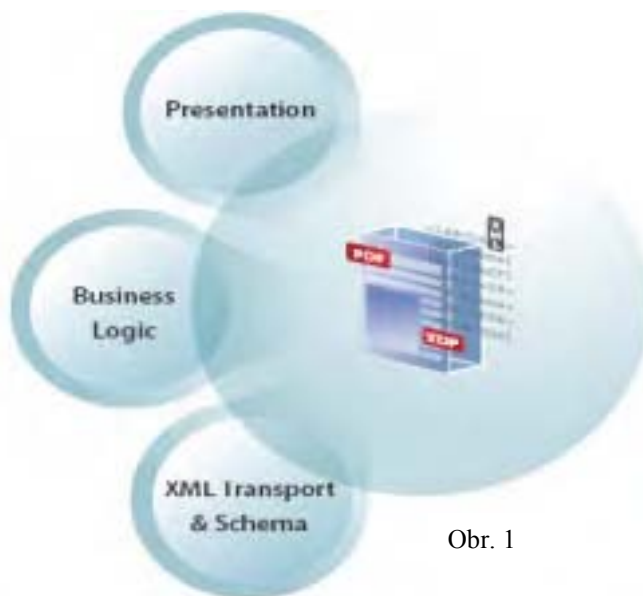 Presentation
PDF
XDP
Business
Logic
XML Transport
& Schema
Obr. 1